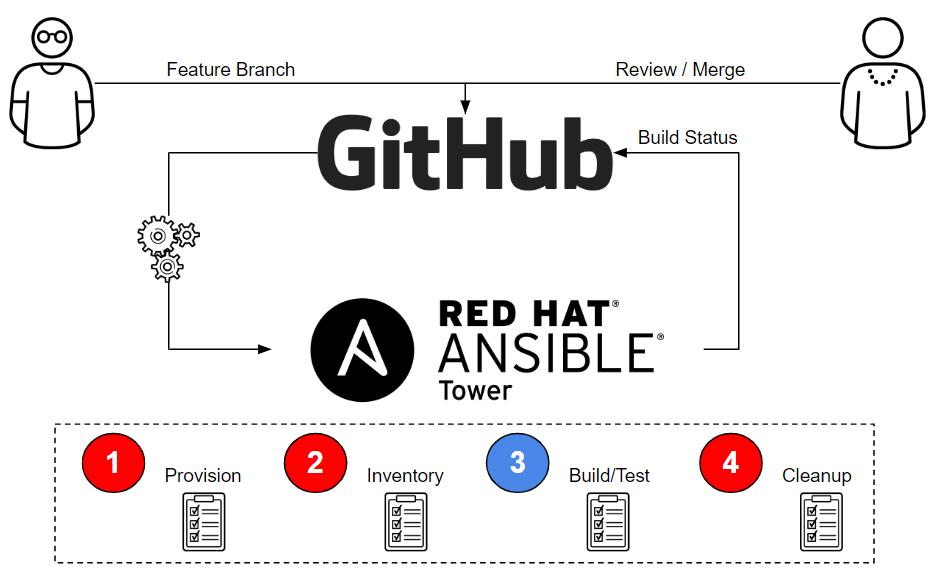 Feature Branch
Review / Merge
GitHub
Build Status
RED HAT®
ANSIBLE®
Tower
1
Provision
2
Inventory
3
Build/Test
4
Cleanup